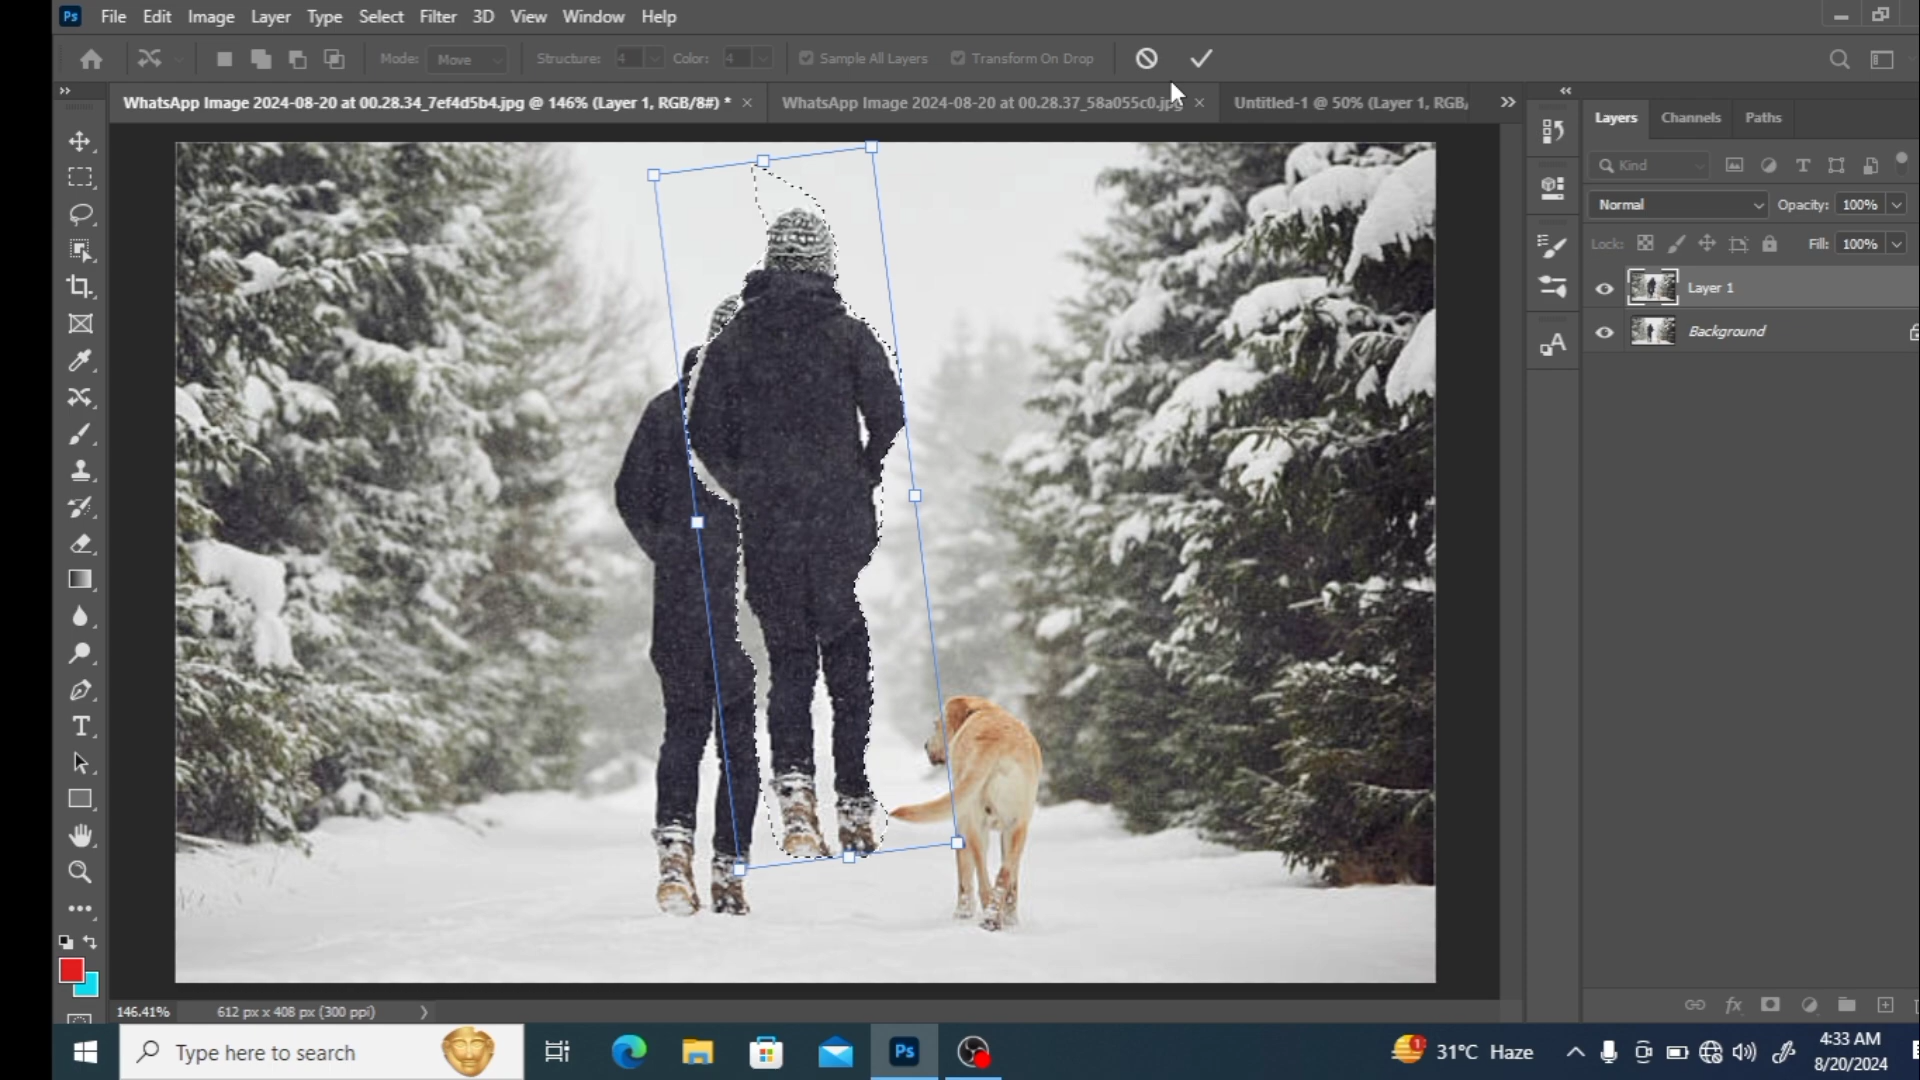 Ps File Edit Image Layer Type Select Filter 3D View Window Help
Mode: Move Structure: 4 Color: 4 Sample All Layers Transform On Drop
WhatsApp Image 2024-08-20 at 00.28.34_7ef4d5b4.jpg @ 146% (Layer 1, RGB/8#) *
WhatsApp Image 2024-08-20 at 00.28.37_58a055c0.jpg
Untitled-1 @ 50% (Layer 1, RGB/
Layers Channels Paths
Kind
Normal Opacity: 100%
Lock: Fill: 100%
Layer 1
Background
146.41% 612 px x 408 px (300 ppi)
Type here to search
Ps
1
31°C Haze
4:33 AM
8/20/2024